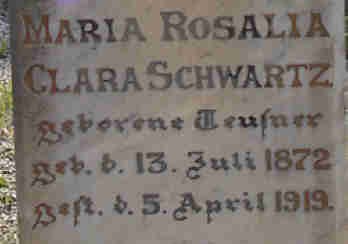 MARIA ROSALIA
CLARA SCHWARTZ
geborene Teuſner
geb. d. 13. Juli 1872
geſt. d. 5. April 1919.